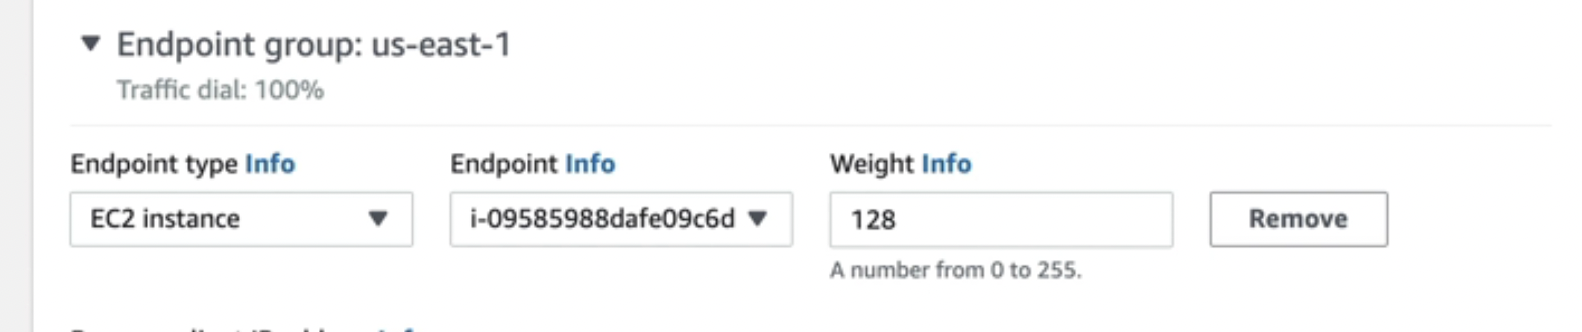 Endpoint group: us-east-1
Traffic dial: 100%
Endpoint type Info Endpoint Info Weight Info
EC2 instance i-09585988dafe09c6d 128 Remove
A number from 0 to 255.